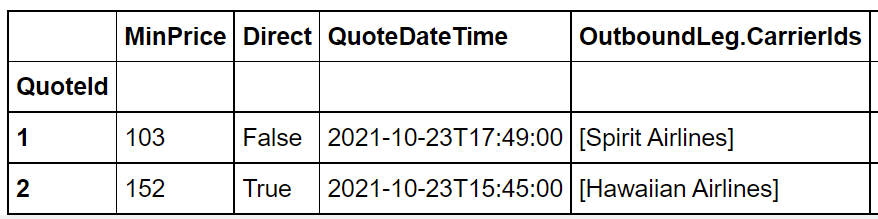 MinPrice Direct QuoteDateTime OutboundLeg.CarrierIds
QuoteId
1 103 False 2021-10-23T17:49:00 [Spirit Airlines]
2 152 True 2021-10-23T15:45:00 [Hawaiian Airlines]